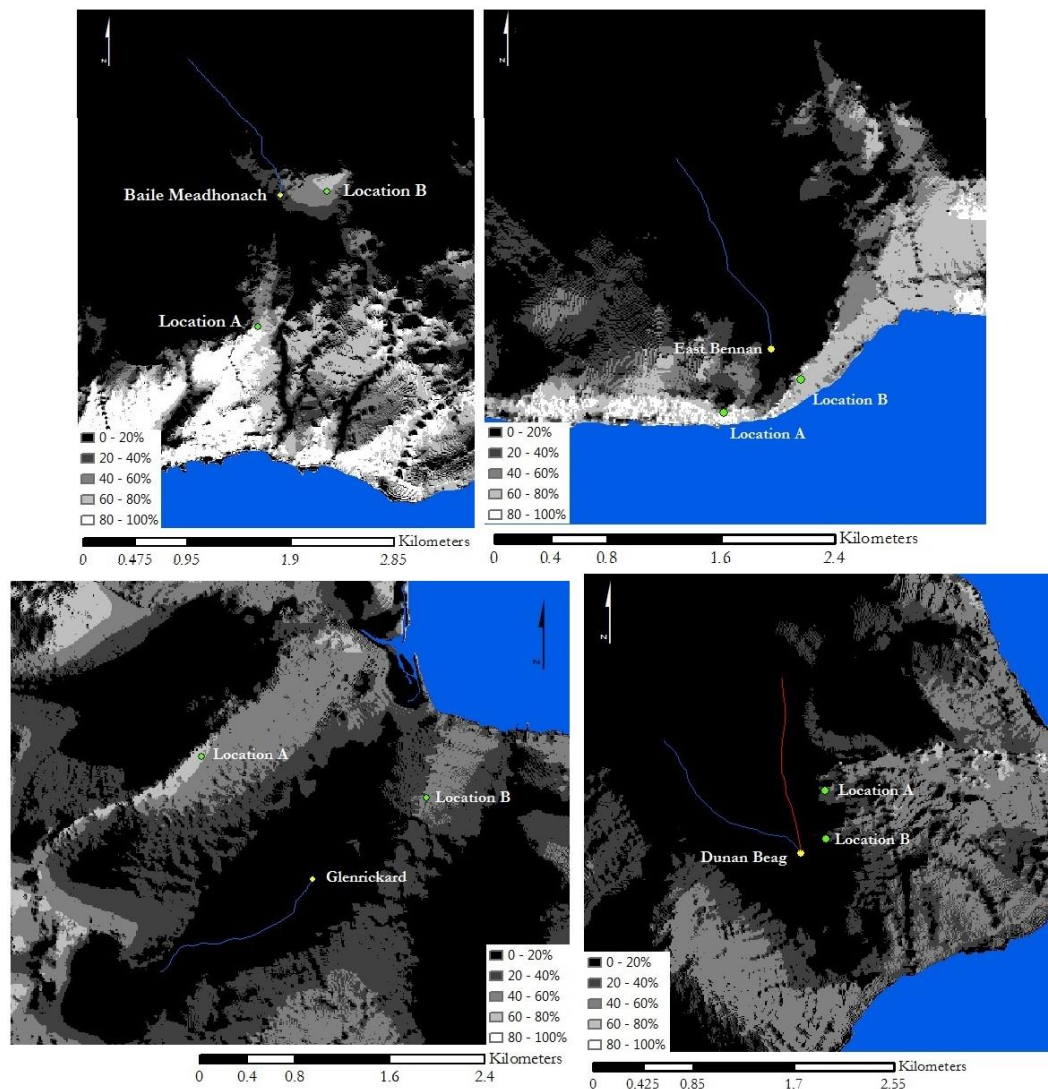 N
Baile Meadhonach
Location B
Location A
0 - 20%
20 - 40%
40 - 60%
60 - 80%
80 - 100%
Kilometers
0 0.475 0.95 1.9 2.85
N
East Bennan
Location B
Location A
0 - 20%
20 - 40%
40 - 60%
60 - 80%
80 - 100%
Kilometers
0 0.4 0.8 1.6 2.4
N
Location A
Location B
Glenrickard
0 - 20%
20 - 40%
40 - 60%
60 - 80%
80 - 100%
Kilometers
0 0.4 0.8 1.6 2.4
N
Location A
Location B
Dunan Beag
0 - 20%
20 - 40%
40 - 60%
60 - 80%
80 - 100%
Kilometers
0 0.425 0.85 1.7 2.55